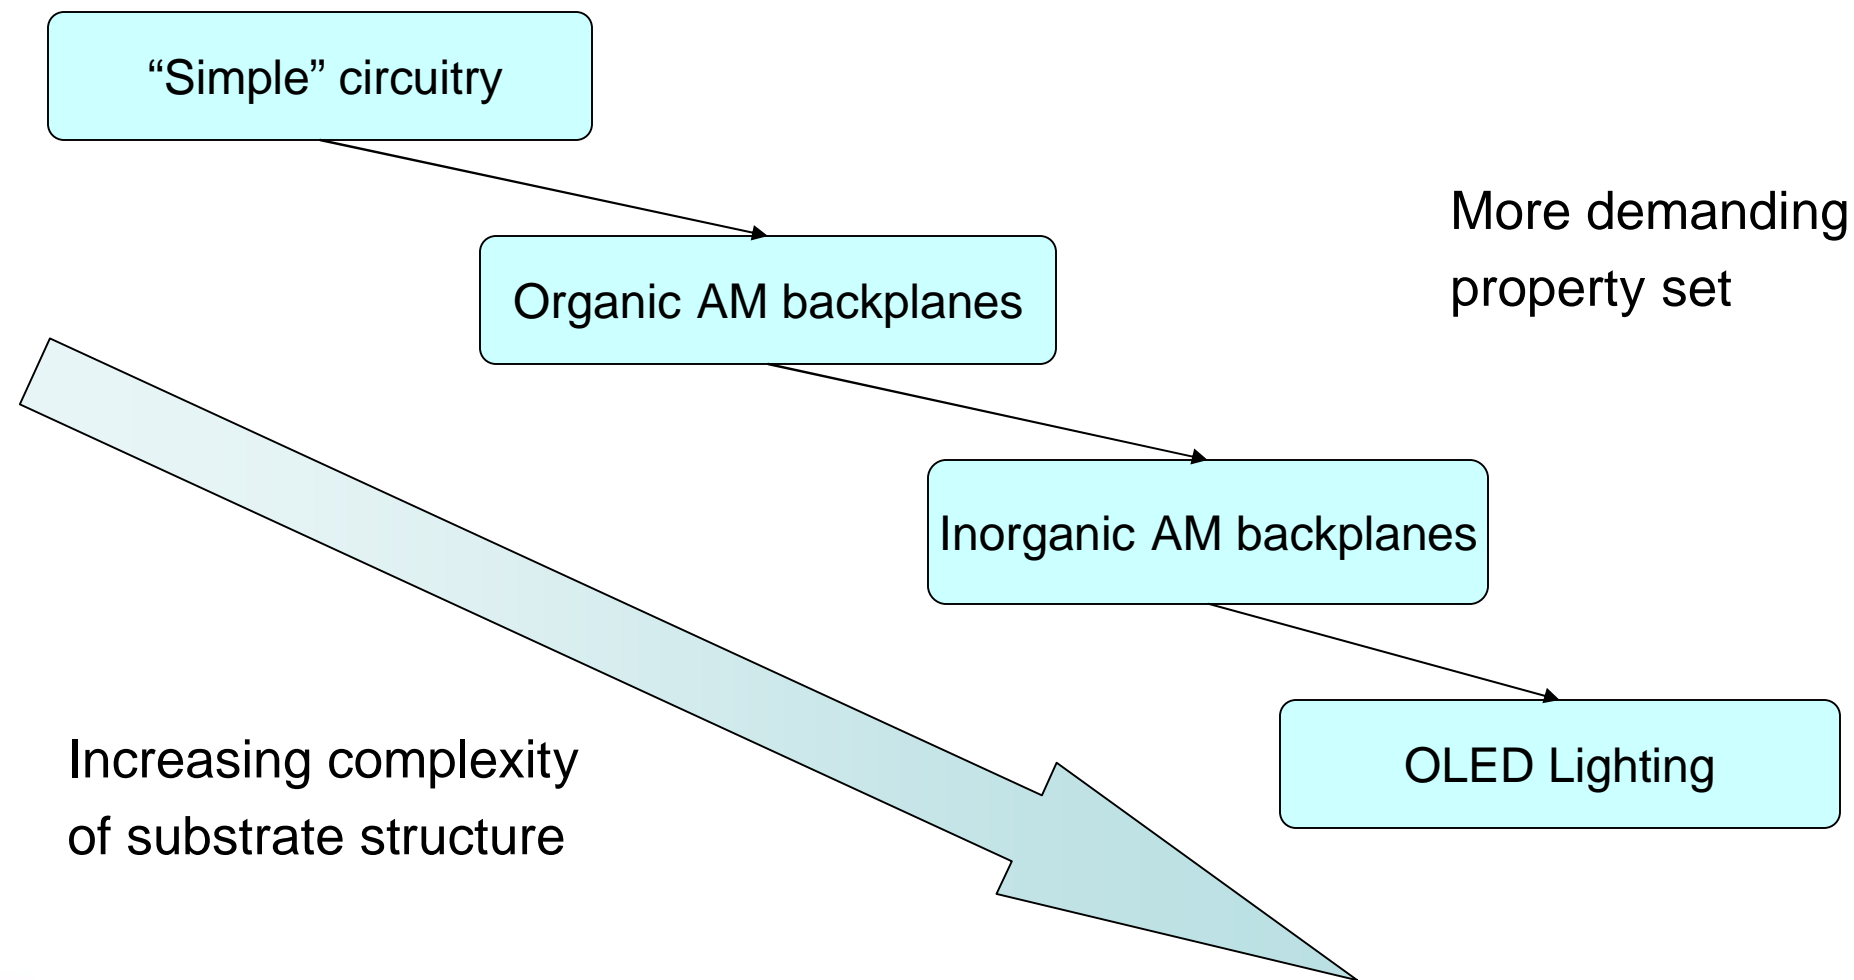 “Simple” circuitry
More demanding
property set
Organic AM backplanes
Inorganic AM backplanes
Increasing complexity
of substrate structure
OLED Lighting